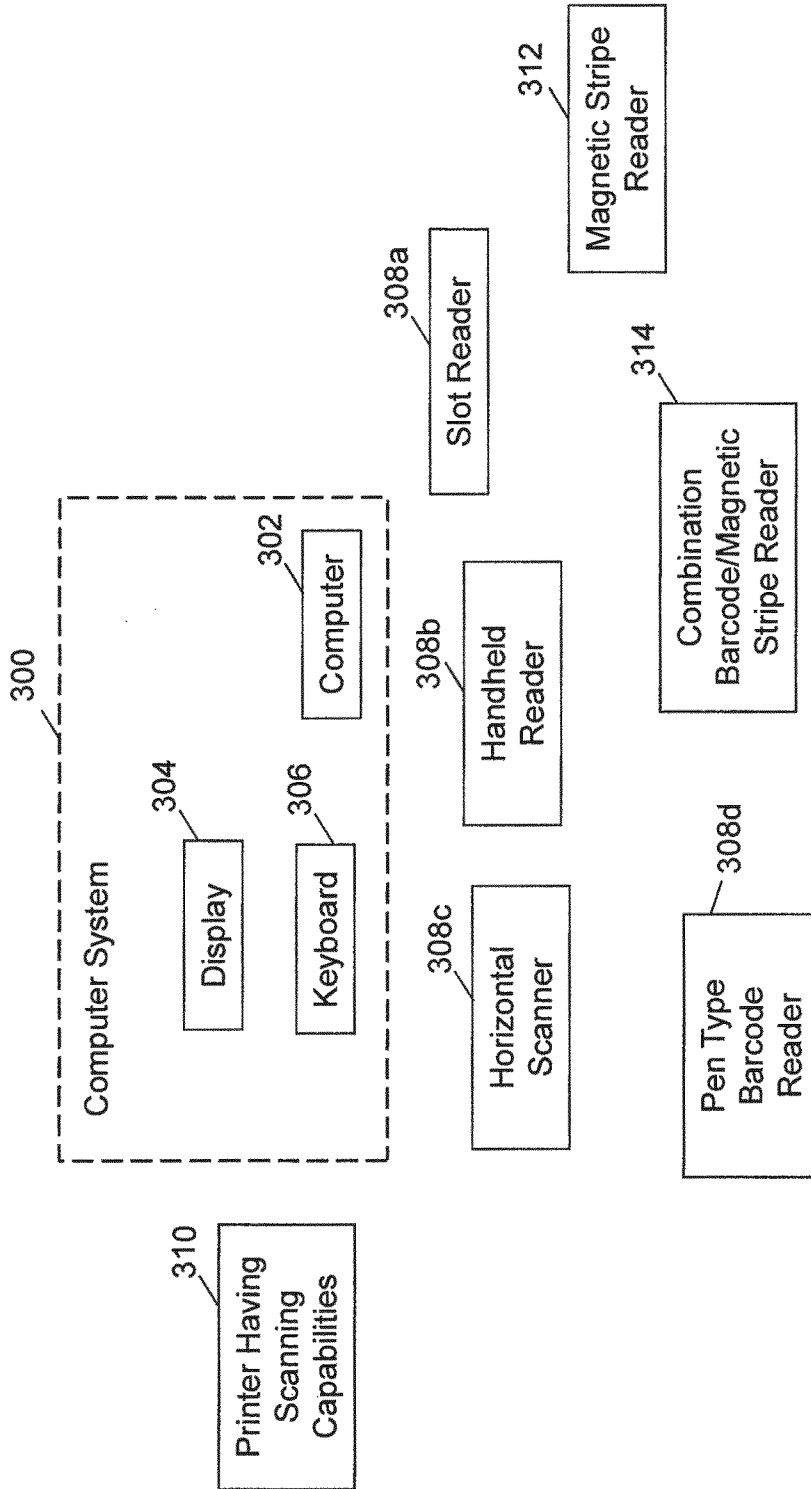 300
Computer System
304
Display
306
Keyboard
302
Computer
310
Printer Having
Scanning
Capabilities
308c
Horizontal
Scanner
308b
Handheld
Reader
308a
Slot Reader
312
Magnetic Stripe
Reader
308d
Pen Type
Barcode
Reader
314
Combination
Barcode/Magnetic
Stripe Reader